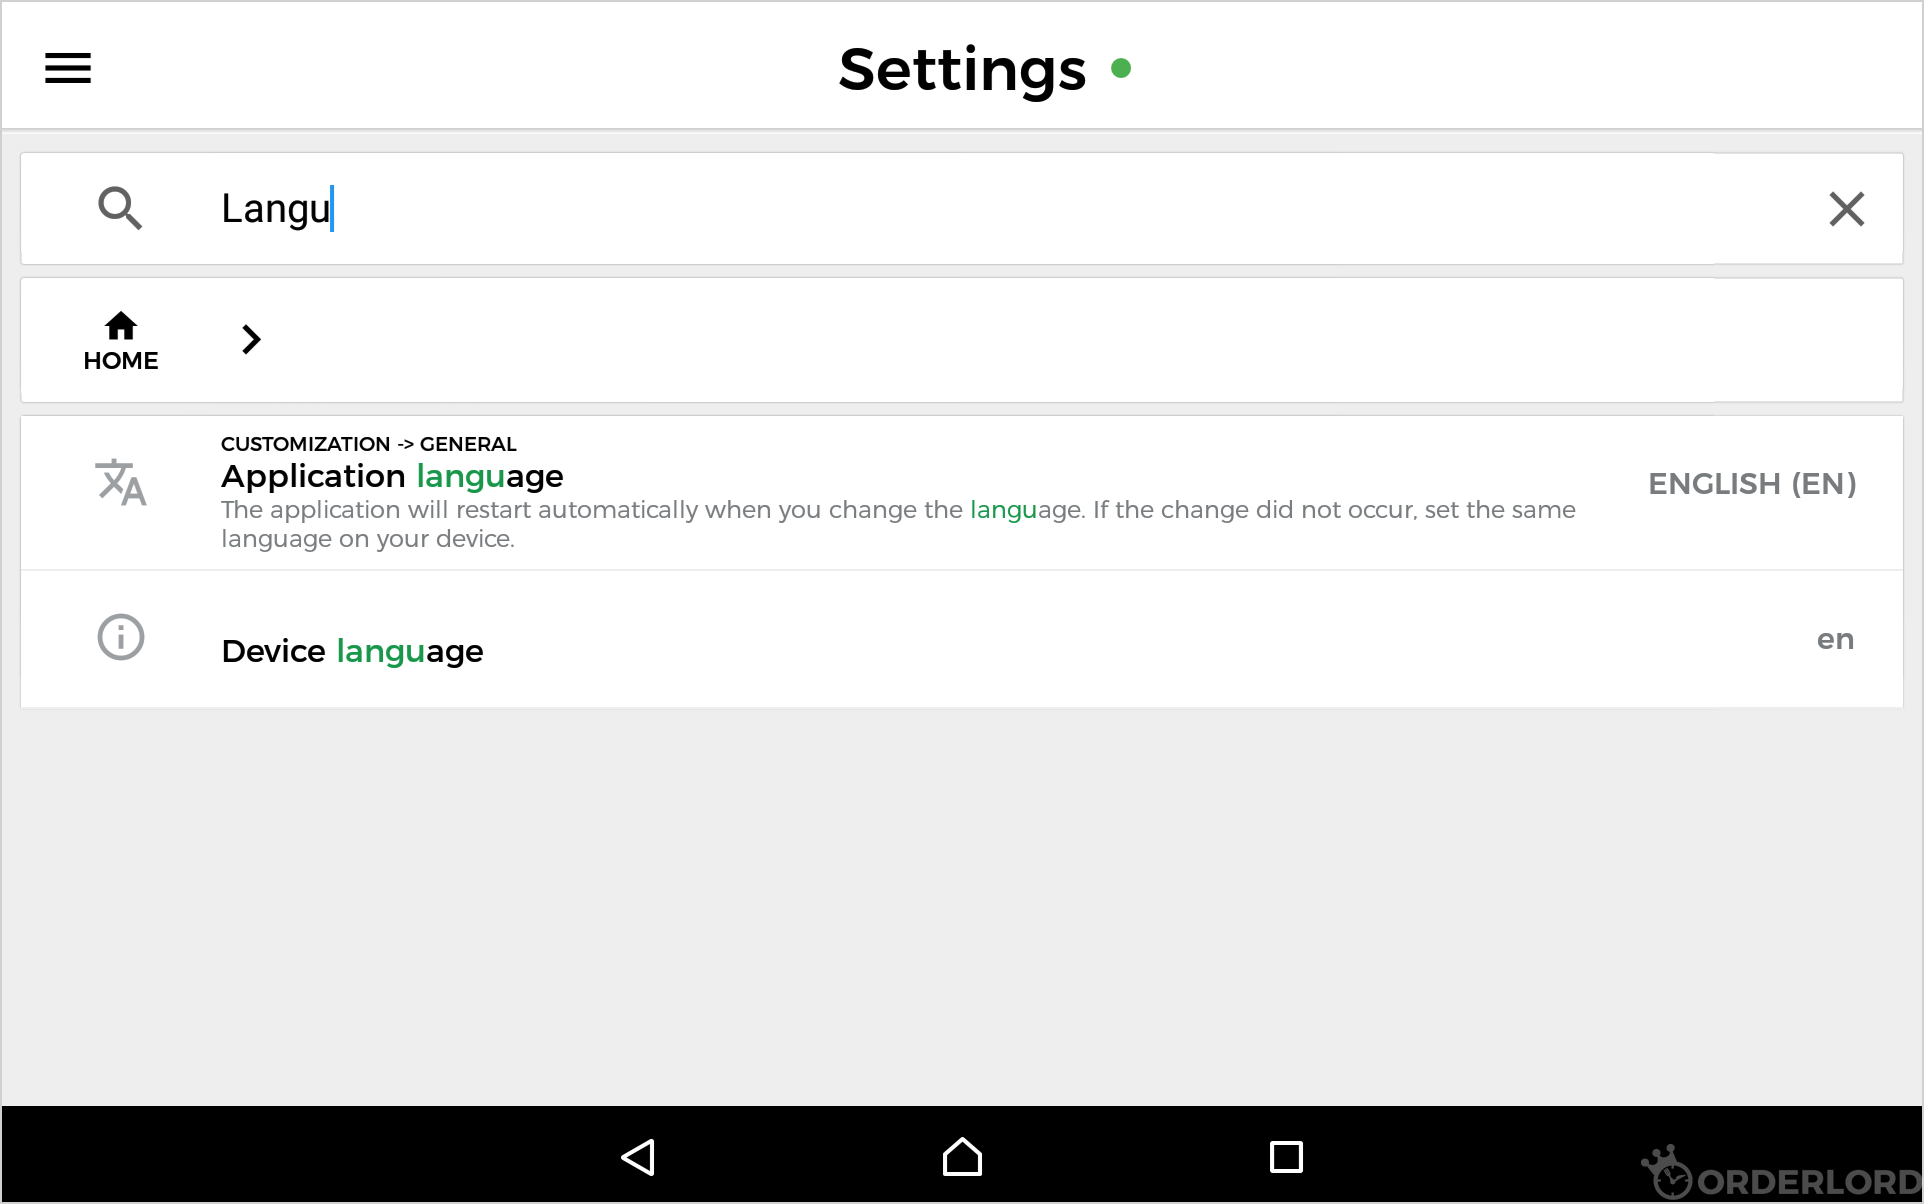 Settings
Langu
HOME
CUSTOMIZATION -> GENERAL
Application language
The application will restart automatically when you change the language. If the change did not occur, set the same
language on your device.
ENGLISH (EN)
Device language
en
ORDERLORD